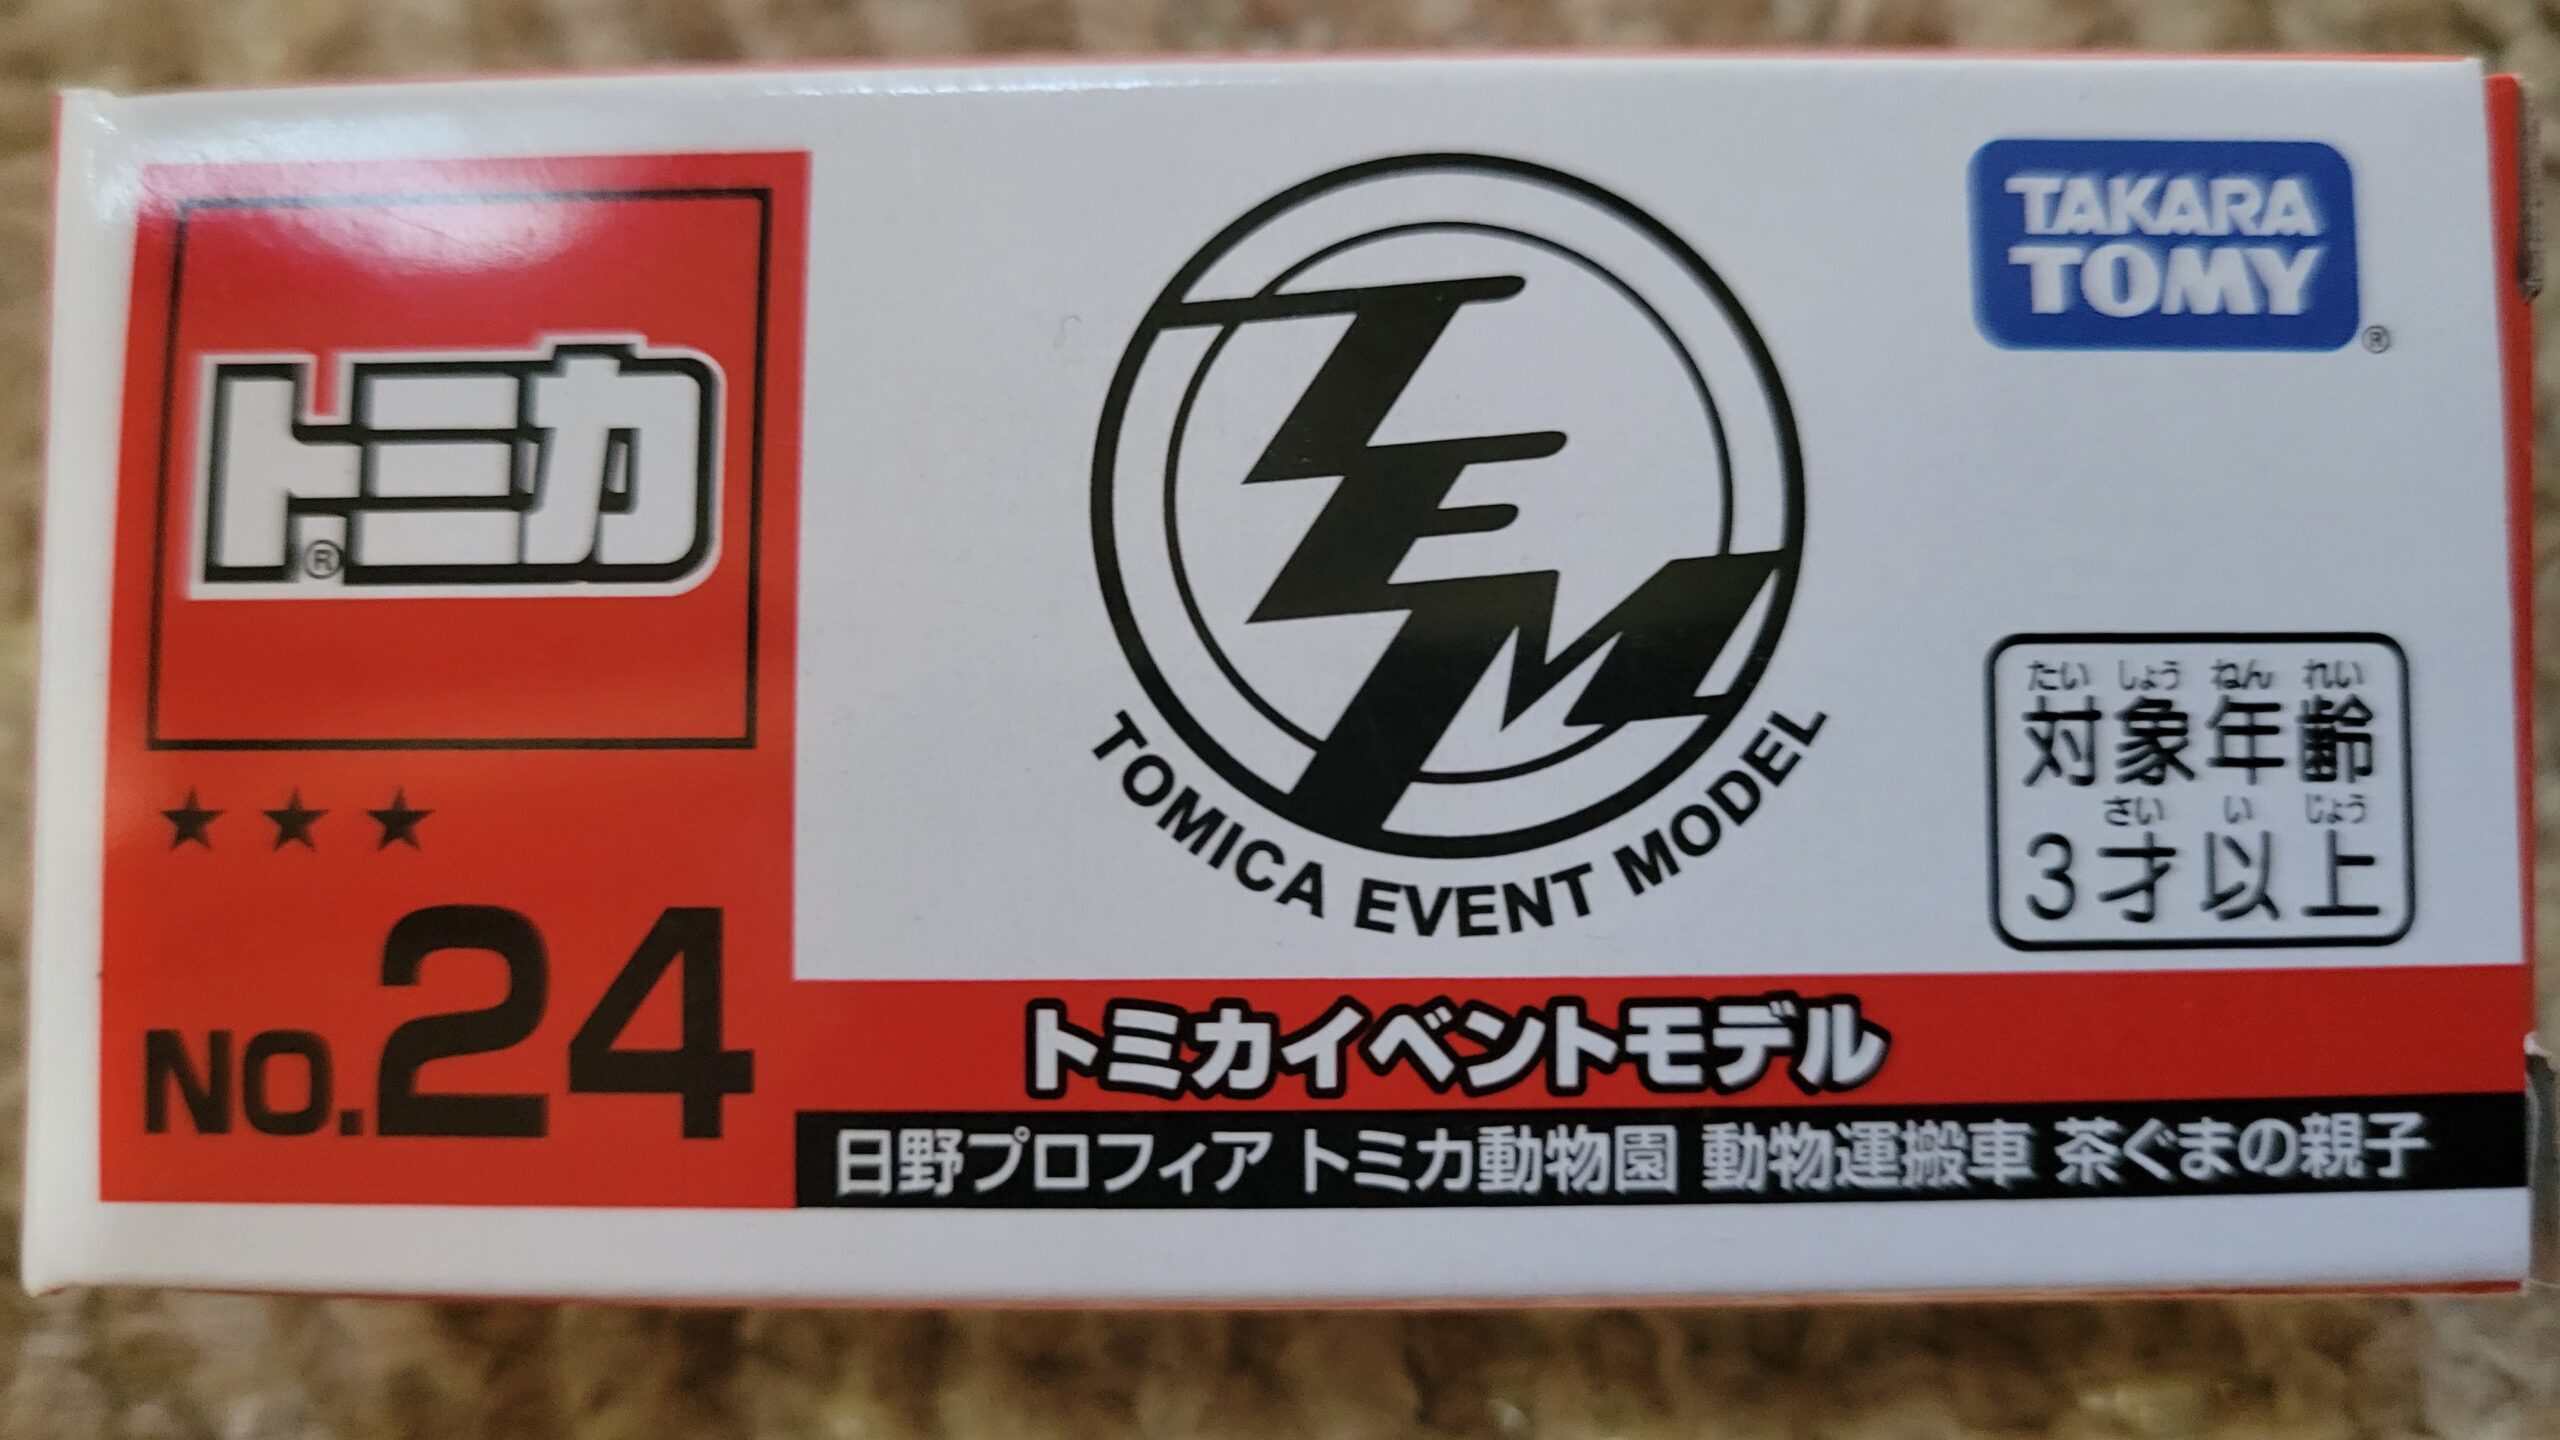 トミカ®
★★★
NO.24
TEM
TOMICA EVENT MODEL
TAKARA
TOMY®
たいしょうねんれい
対象年齢
さいいじょう
3才以上
トミカイベントモデル
日野プロフィア トミカ動物園 動物運搬車 茶ぐまの親子